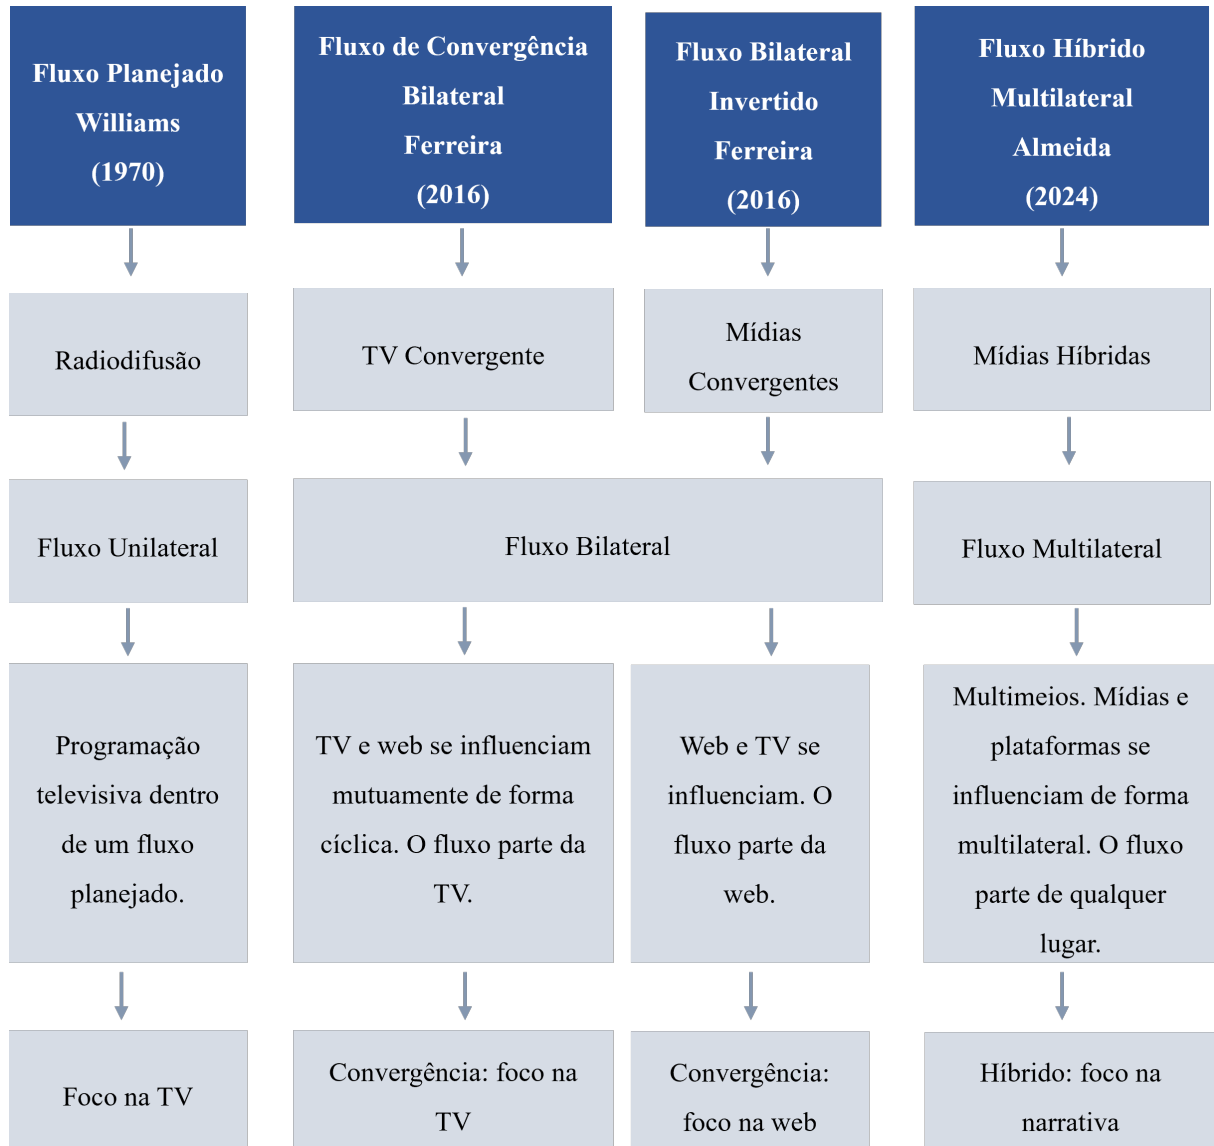 Fluxo Planejado
Williams
(1970)
Fluxo de Convergência
Bilateral
Ferreira
(2016)
Fluxo Bilateral
Invertido
Ferreira
(2016)
Fluxo Híbrido
Multilateral
Almeida
(2024)
Radiodifusão
TV Convergente
Mídias
Convergentes
Mídias Híbridas
Fluxo Unilateral
Fluxo Bilateral
Fluxo Multilateral
Programação
televisiva dentro
de um fluxo
planejado.
TV e web se influenciam
mutuamente de forma
cíclica. O fluxo parte da
TV.
Web e TV se
influenciam. O
fluxo parte da
web.
Multimeios. Mídias e
plataformas se
influenciam de forma
multilateral. O fluxo
parte de qualquer
lugar.
Foco na TV
Convergência: foco na
TV
Convergência:
foco na web
Híbrido: foco na
narrativa